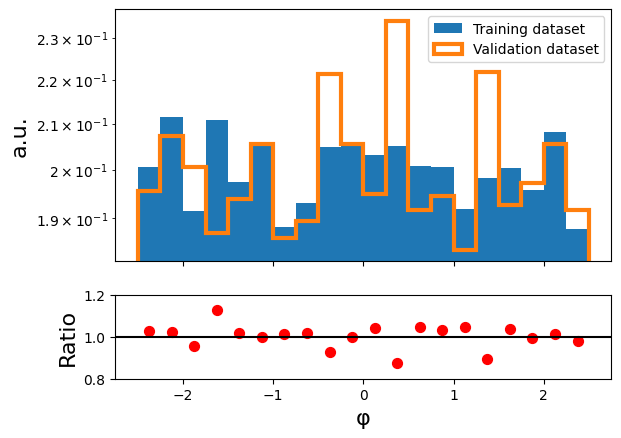 Training dataset
Validation dataset
a.u.
2.3 × 10⁻¹
2.2 × 10⁻¹
2.1 × 10⁻¹
2 × 10⁻¹
1.9 × 10⁻¹
Ratio
1.2
1.0
0.8
−2
−1
0
1
2
φ